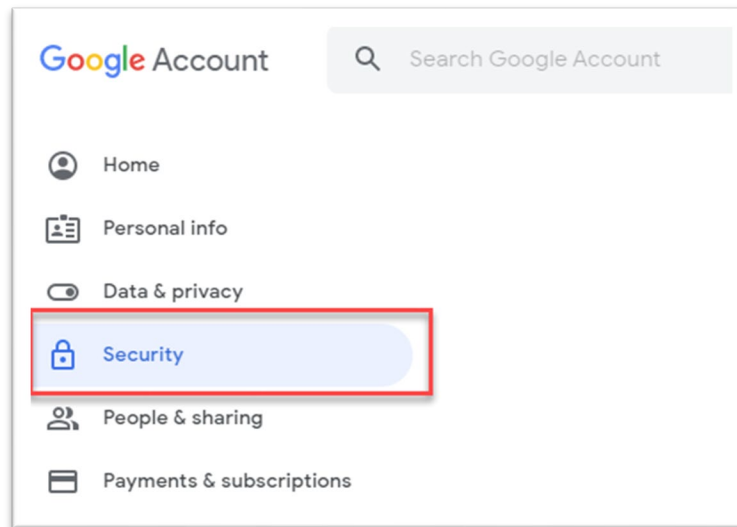 Google Account
Search Google Account
Home
Personal info
Data & privacy
Security
People & sharing
Payments & subscriptions